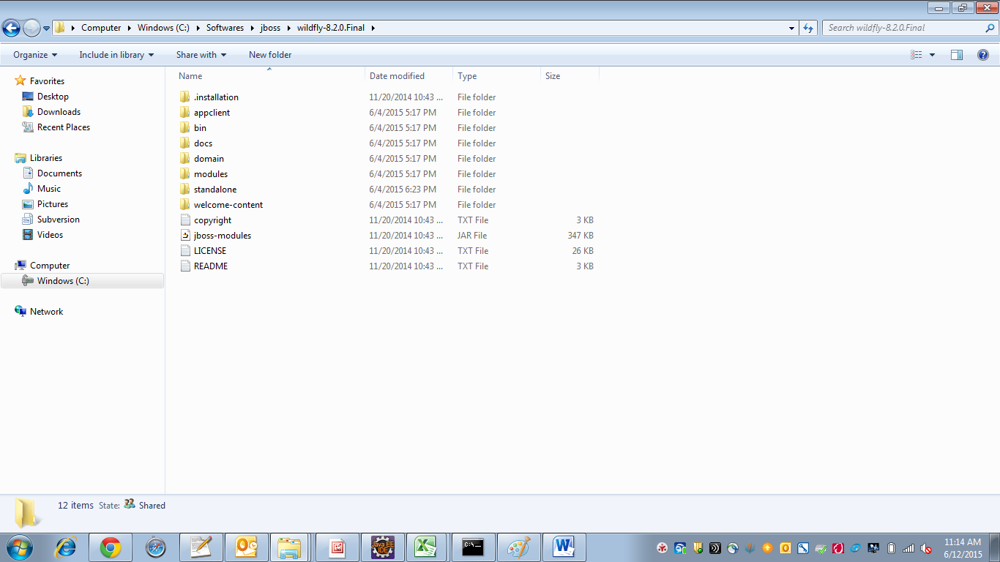 Computer Windows (C:) Softwares jboss wildfly-8.2.0.Final Search wildfly-8.2.0.Final
Organize Include in library Share with New folder
Name Date modified Type Size
Favorites
Desktop
Downloads
Recent Places
Libraries
Documents
Music
Pictures
Subversion
Videos
Computer
Windows (C:)
Network
.installation 11/20/2014 10:43 ... File folder
appclient 6/4/2015 5:17 PM File folder
bin 6/4/2015 5:17 PM File folder
docs 6/4/2015 5:17 PM File folder
domain 6/4/2015 5:17 PM File folder
modules 6/4/2015 5:17 PM File folder
standalone 6/4/2015 6:23 PM File folder
welcome-content 6/4/2015 5:17 PM File folder
copyright 11/20/2014 10:43 ... TXT File 3 KB
jboss-modules 11/20/2014 10:43 ... JAR File 347 KB
LICENSE 11/20/2014 10:43 ... TXT File 26 KB
README 11/20/2014 10:43 ... TXT File 3 KB
12 items State: Shared
Java EE
IDE
C:\
11:14 AM
6/12/2015